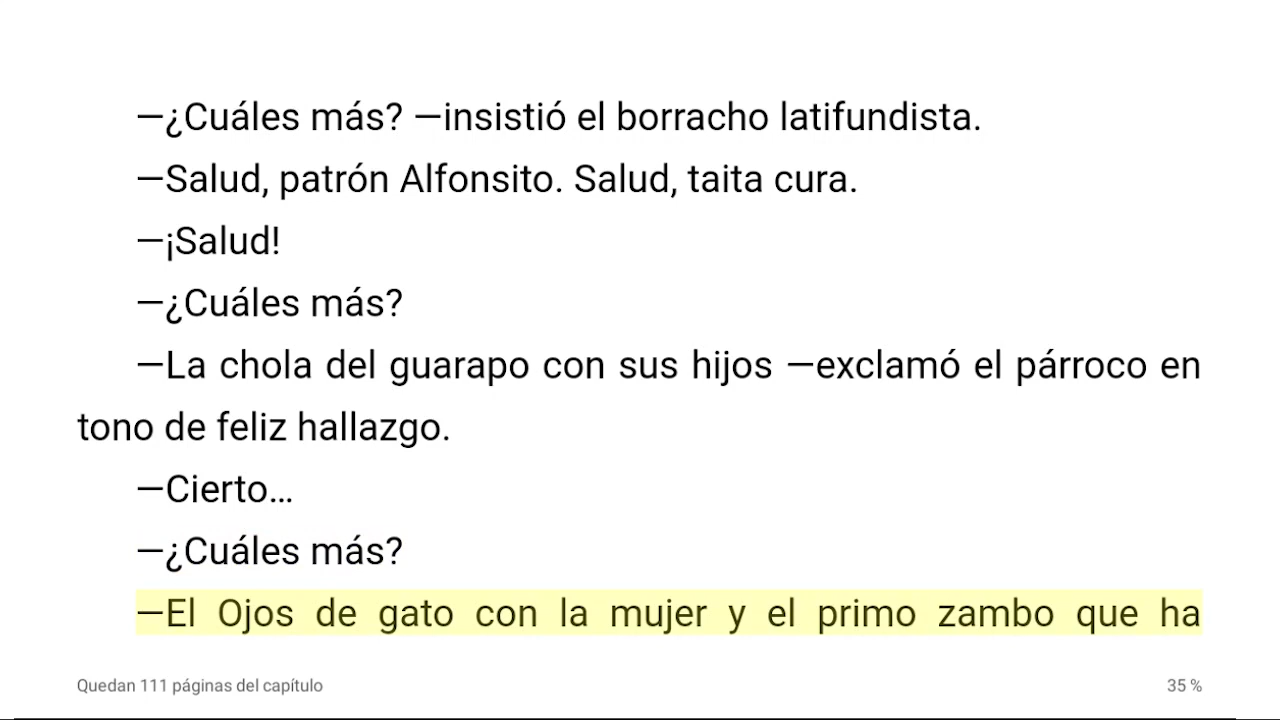 —¿Cuáles más? —insistió el borracho latifundista.
—Salud, patrón Alfonsito. Salud, taita cura.
—¡Salud!
—¿Cuáles más?
—La chola del guarapo con sus hijos —exclamó el párroco en
tono de feliz hallazgo.
—Cierto…
—¿Cuáles más?
—El Ojos de gato con la mujer y el primo zambo que ha
Quedan 111 páginas del capítulo
35 %